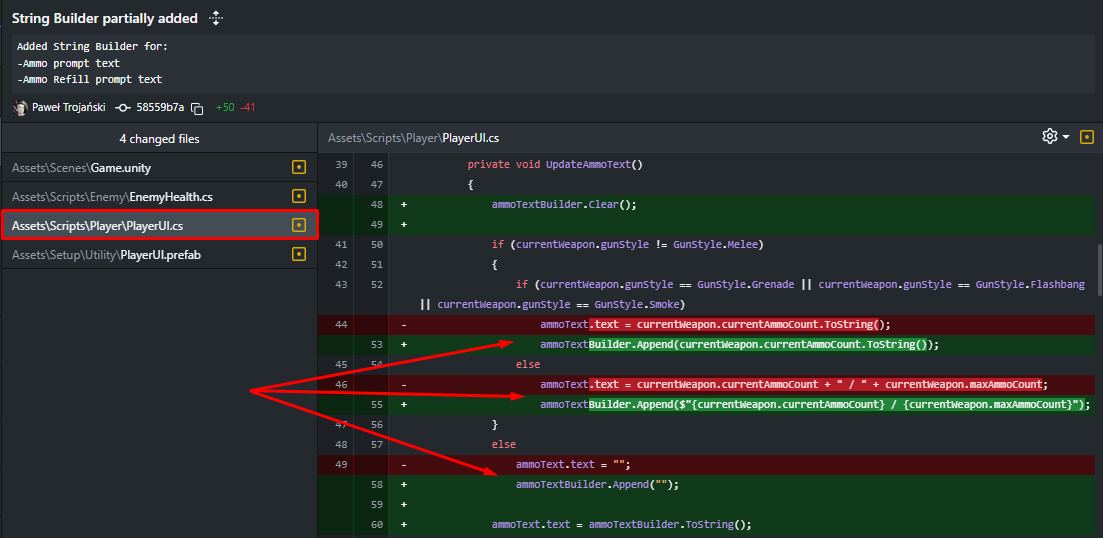 String Builder partially added
Added String Builder for:
-Ammo prompt text
-Ammo Refill prompt text
Paweł Trojański 58559b7a +50 -41
4 changed files
Assets\Scenes\Game.unity
Assets\Scripts\Enemy\EnemyHealth.cs
Assets\Scripts\Player\PlayerUI.cs
Assets\Setup\Utility\PlayerUI.prefab
Assets\Scripts\Player\PlayerUI.cs
39 46 private void UpdateAmmoText()
40 47 {
48 + ammoTextBuilder.Clear();
49 +
41 50 if (currentWeapon.gunStyle != GunStyle.Melee)
42 51 {
43 52 if (currentWeapon.gunStyle == GunStyle.Grenade || currentWeapon.gunStyle == GunStyle.Flashbang
|| currentWeapon.gunStyle == GunStyle.Smoke)
44 - ammoText.text = currentWeapon.currentAmmoCount.ToString();
53 + ammoTextBuilder.Append(currentWeapon.currentAmmoCount.ToString());
45 54 else
46 - ammoText.text = currentWeapon.currentAmmoCount + " / " + currentWeapon.maxAmmoCount;
55 + ammoTextBuilder.Append($"{currentWeapon.currentAmmoCount} / {currentWeapon.maxAmmoCount}");
47 56 }
48 57 else
49 - ammoText.text = "";
58 + ammoTextBuilder.Append("");
59 +
60 + ammoText.text = ammoTextBuilder.ToString();